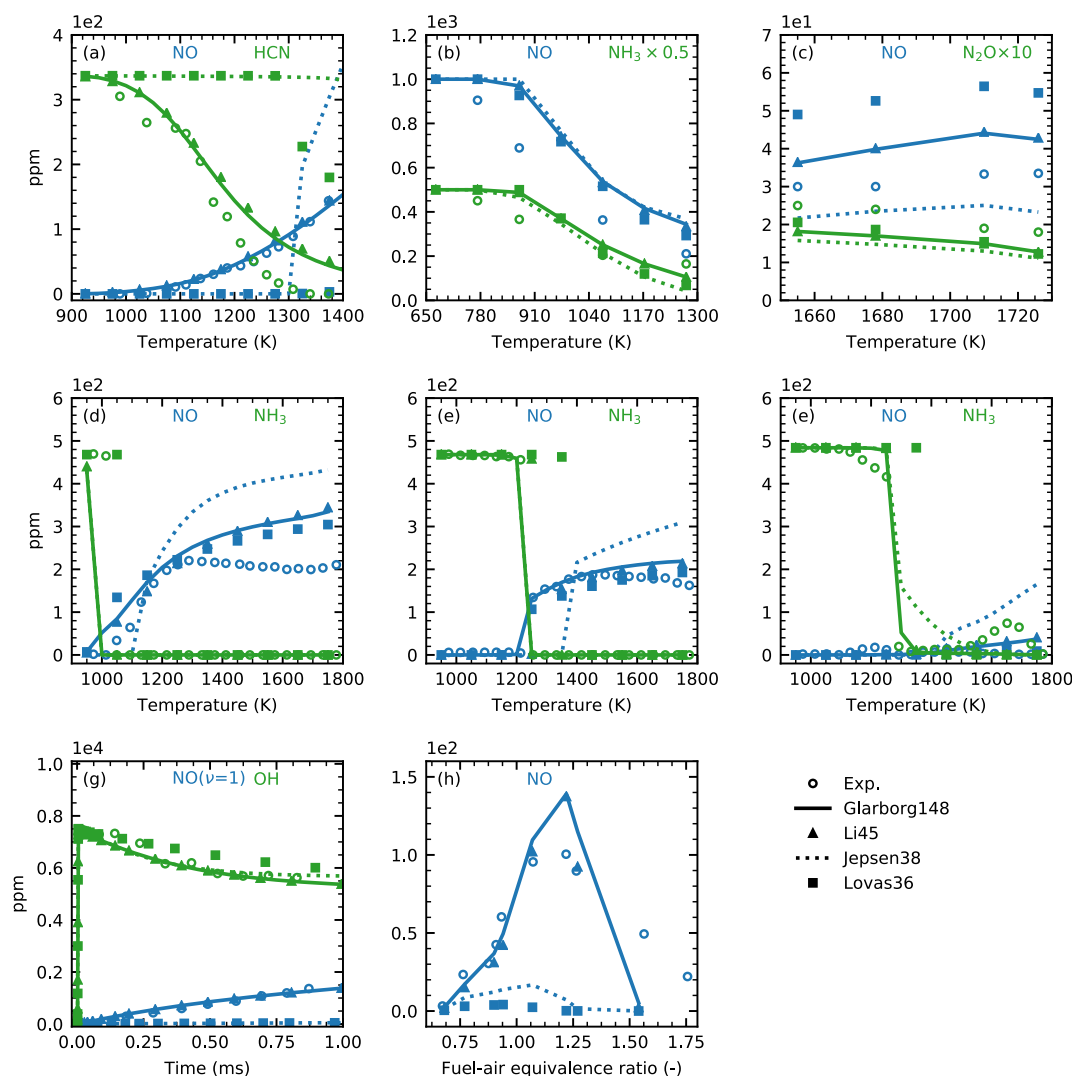 1e2
(a) NO HCN
ppm
4
3
2
1
0
900 1000 1100 1200 1300 1400
Temperature (K)
1e3
(b) NO NH₃ × 0.5
1.2
1.0
0.8
0.6
0.4
0.2
0.0
650 780 910 1040 1170 1300
Temperature (K)
1e1
(c) NO N₂O×10
7
6
5
4
3
2
1
0
1660 1680 1700 1720
Temperature (K)
1e2
(d) NO NH₃
ppm
6
5
4
3
2
1
0
1000 1200 1400 1600 1800
Temperature (K)
1e2
(e) NO NH₃
6
5
4
3
2
1
0
1000 1200 1400 1600 1800
Temperature (K)
1e2
(e) NO NH₃
6
5
4
3
2
1
0
1000 1200 1400 1600 1800
Temperature (K)
1e4
(g) NO(ν=1) OH
ppm
1.0
0.8
0.6
0.4
0.2
0.0
0.00 0.25 0.50 0.75 1.00
Time (ms)
1e2
(h) NO
1.5
1.0
0.5
0.0
0.75 1.00 1.25 1.50 1.75
Fuel-air equivalence ratio (-)
Exp.
Glarborg148
Li45
Jepsen38
Lovas36